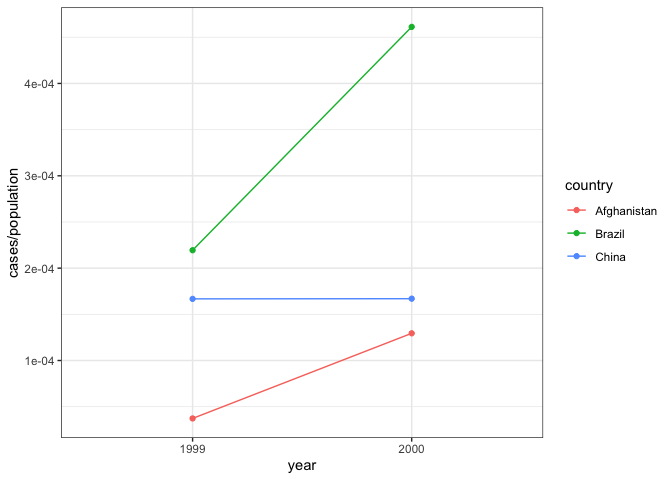 cases/population
4e-04
3e-04
2e-04
1e-04
1999 2000
year
country
Afghanistan
Brazil
China